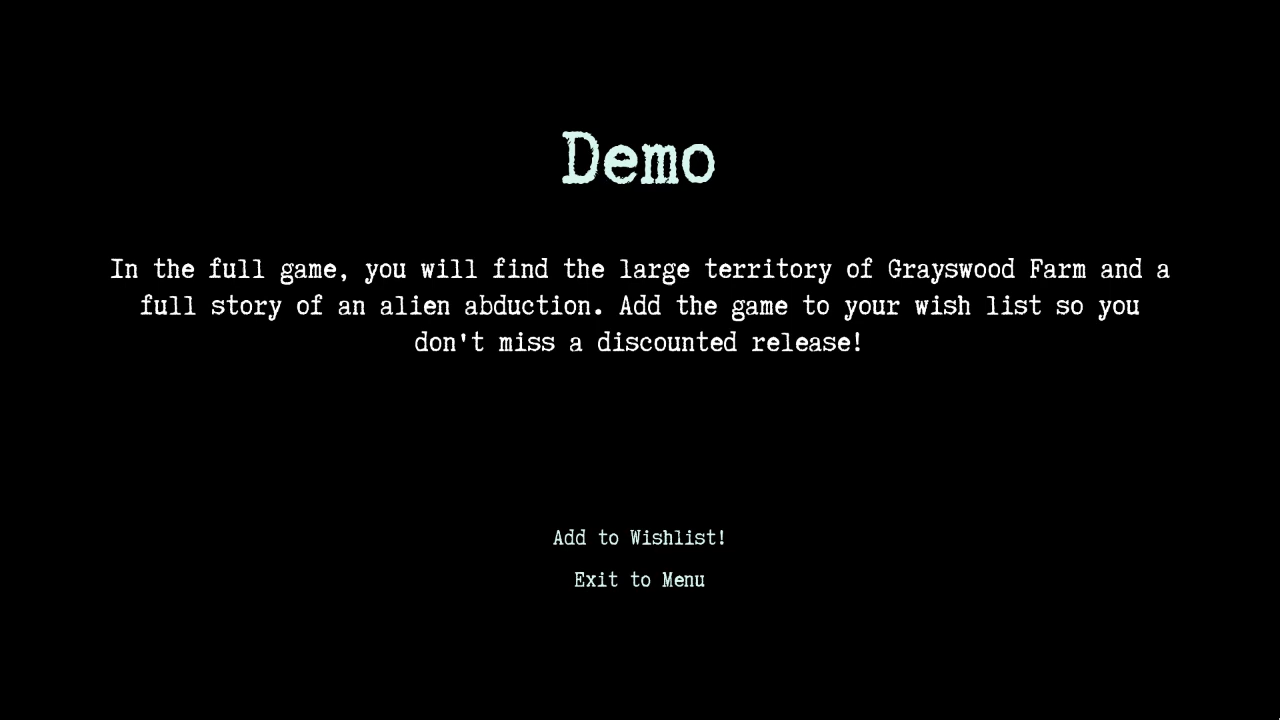 Demo
In the full game, you will find the large territory of Grayswood Farm and a
full story of an alien abduction. Add the game to your wish list so you
don't miss a discounted release!
Add to Wishlist!
Exit to Menu